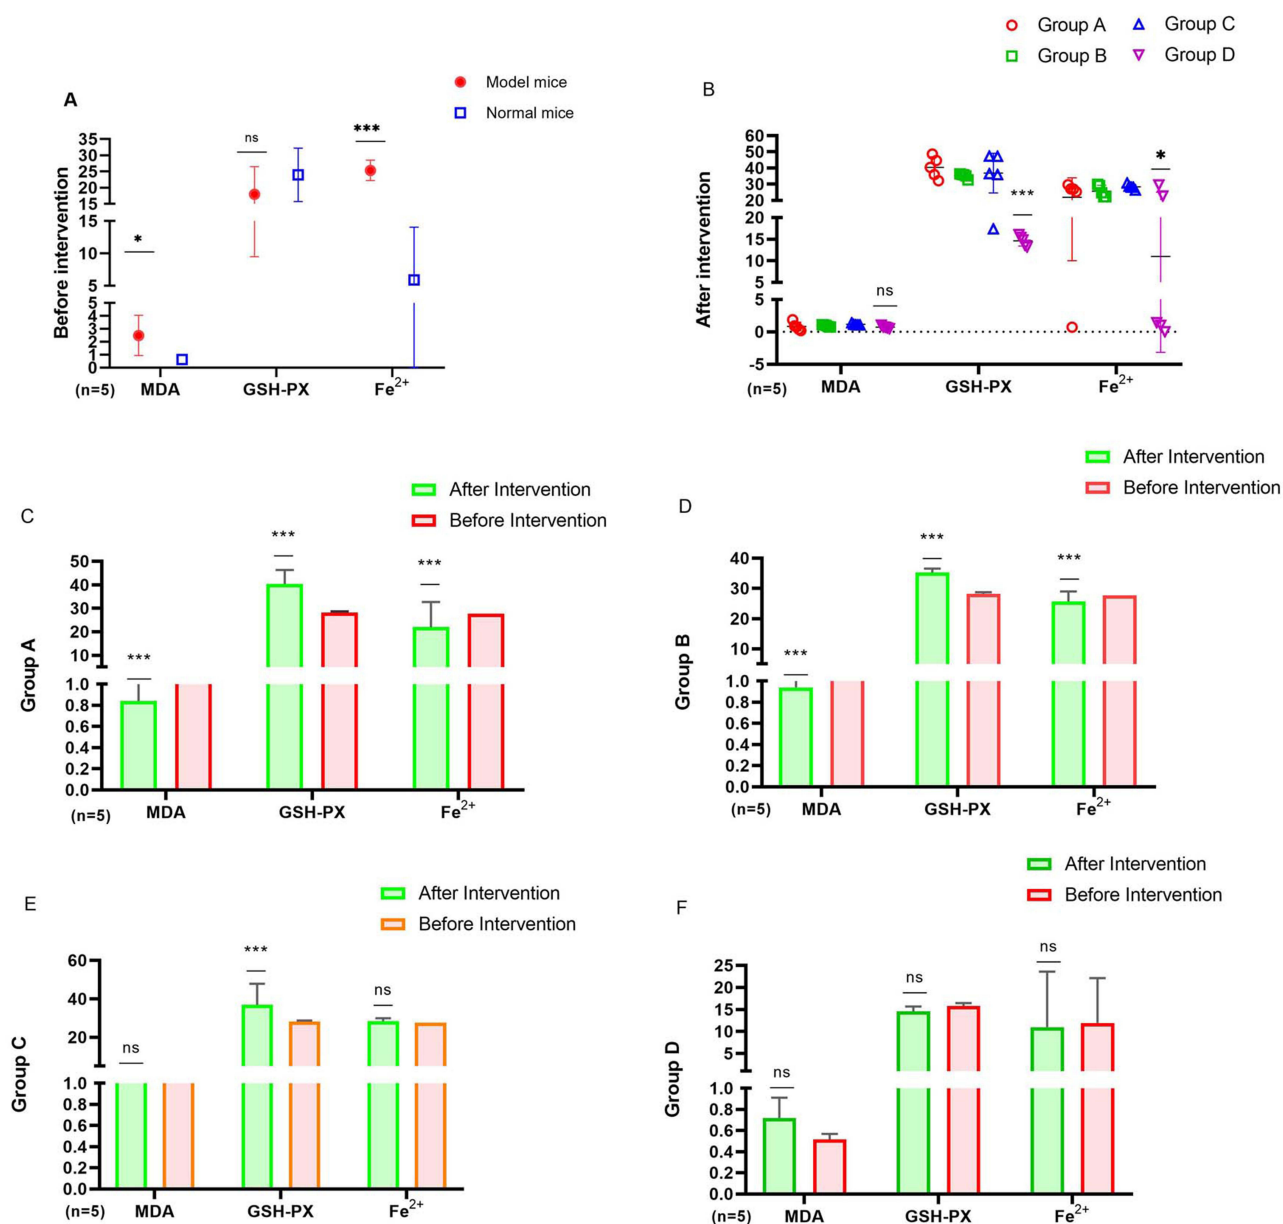 A
Model mice
Normal mice
Before intervention
35
30
25
20
15
15
10
5
5
4
3
2
1
0
*
ns
***
(n=5)
MDA
GSH-PX
Fe2+
B
Group A
Group C
Group B
Group D
After intervention
60
50
40
30
20
20
15
10
5
5
0
-5
ns
***
*
(n=5)
MDA
GSH-PX
Fe2+
C
After Intervention
Before Intervention
Group A
50
40
30
20
10
1.0
0.8
0.6
0.4
0.2
0.0
***
***
***
(n=5)
MDA
GSH-PX
Fe2+
D
After Intervention
Before Intervention
Group B
40
30
20
10
1.0
0.8
0.6
0.4
0.2
0.0
***
***
***
(n=5)
MDA
GSH-PX
Fe2+
E
After Intervention
Before Intervention
Group C
60
40
20
1.0
0.8
0.6
0.4
0.2
0.0
ns
***
ns
(n=5)
MDA
GSH-PX
Fe2+
F
After Intervention
Before Intervention
Group D
25
20
15
10
5
1.0
0.8
0.6
0.4
0.2
0.0
ns
ns
ns
(n=5)
MDA
GSH-PX
Fe2+